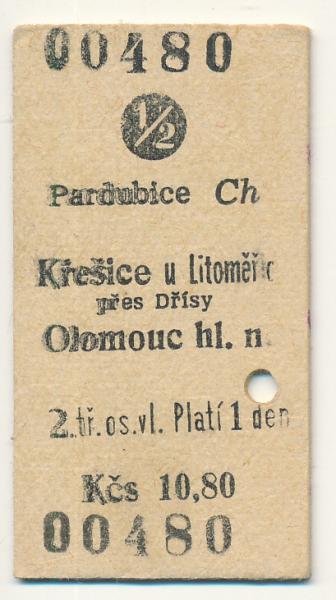 00480
1/2
Pardubice Ch
Křešice u Litoměřic
přes Dřísy
Olomouc hl. n.
2.tř.os.vl. Platí 1 den
Kčs 10,80
00480